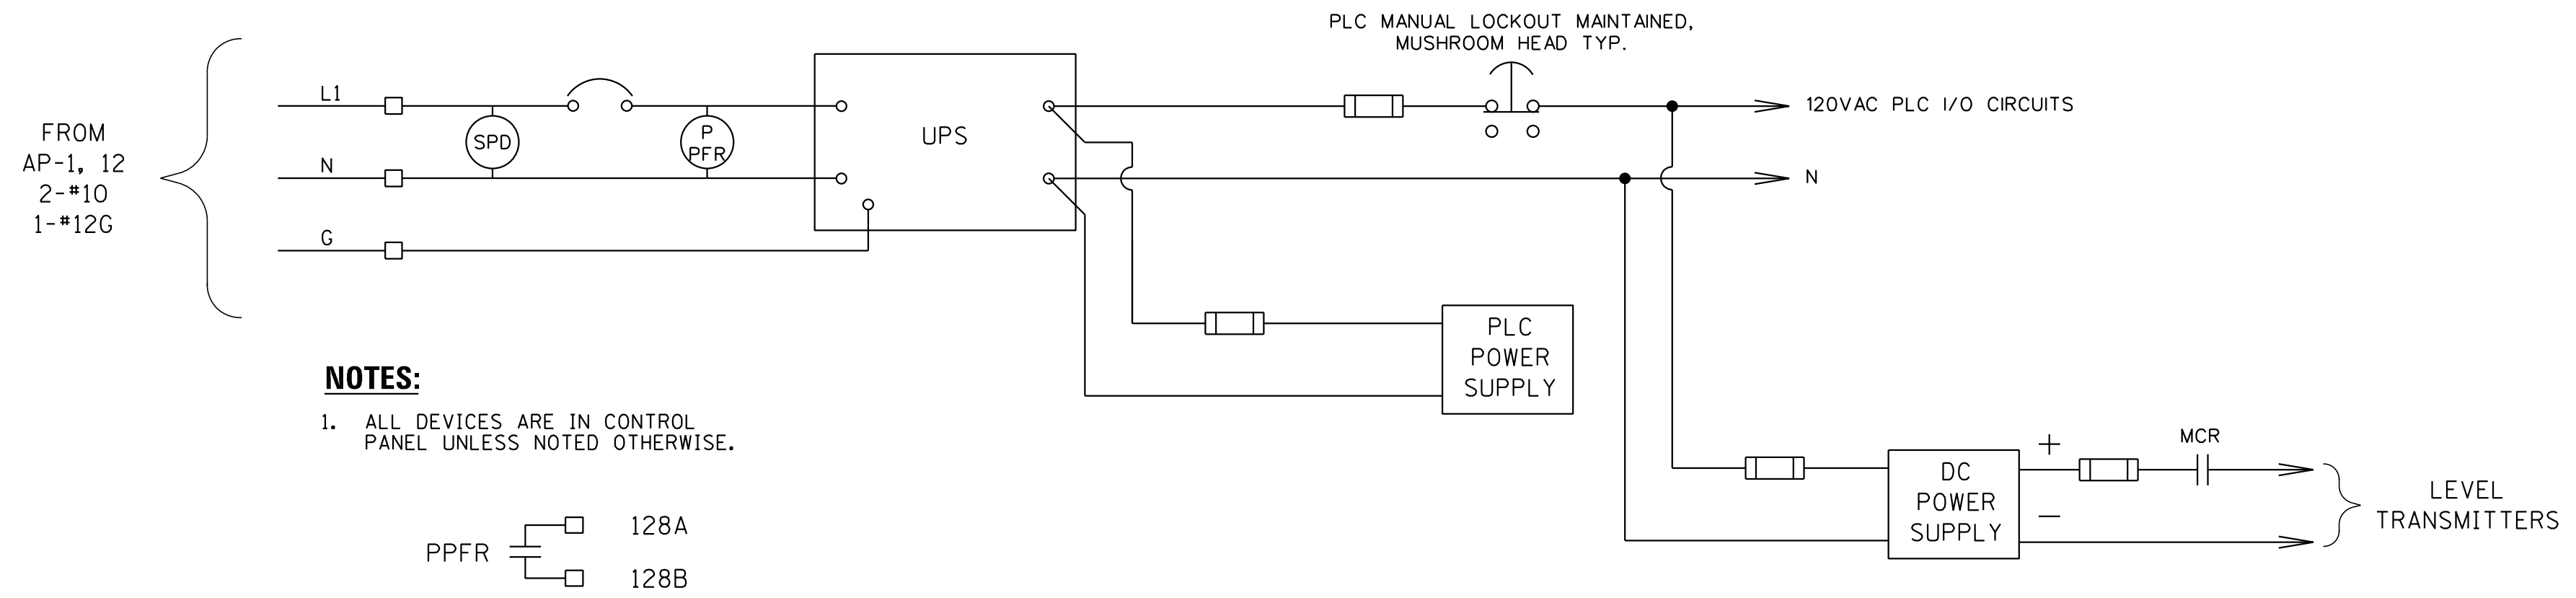 PLC MANUAL LOCKOUT MAINTAINED,
MUSHROOM HEAD TYP.
FROM
AP-1, 12
2-#10
1-#12G
L1
N
G
SPD
P
PFR
UPS
120VAC PLC I/O CIRCUITS
N
PLC
POWER
SUPPLY
NOTES:
1. ALL DEVICES ARE IN CONTROL
PANEL UNLESS NOTED OTHERWISE.
PPFR
128A
128B
DC
POWER
SUPPLY
+
−
MCR
LEVEL
TRANSMITTERS